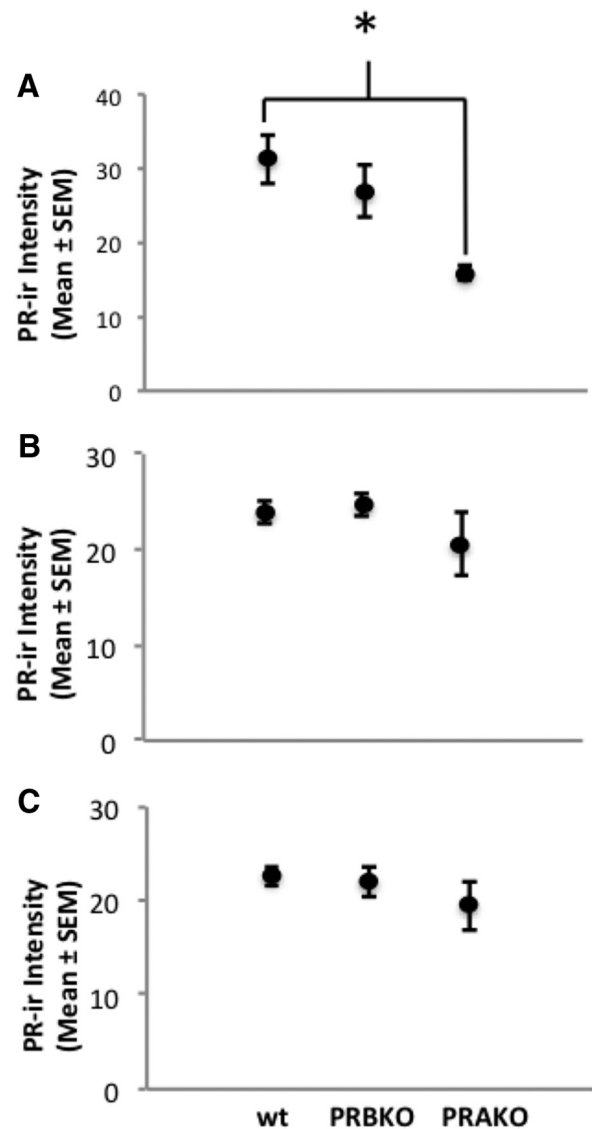 *
A
PR-ir Intensity
(Mean ± SEM)
40
30
20
10
0
B
PR-ir Intensity
(Mean ± SEM)
30
20
10
0
C
PR-ir Intensity
(Mean ± SEM)
30
20
10
0
wt PRBKO PRAKO